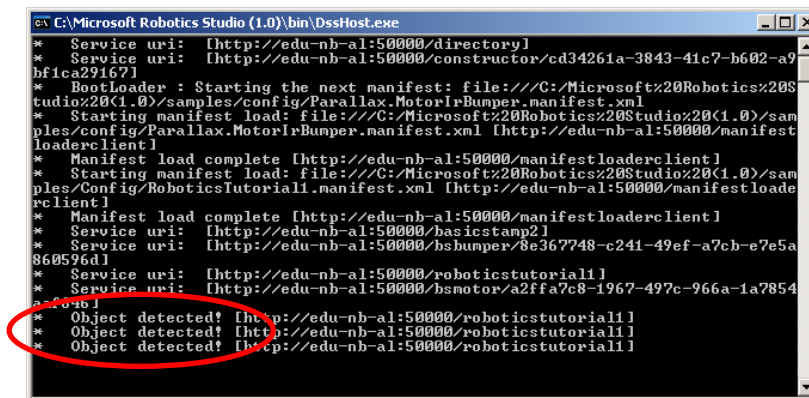 C:\Microsoft Robotics Studio (1.0)\bin\DssHost.exe
*   Service uri:  [http://edu-nb-al:50000/directory]
*   Service uri:  [http://edu-nb-al:50000/constructor/cd34261a-3843-41c7-b602-a9
bf1ca29167]
*   BootLoader : Starting the next manifest: file:///C:/Microsoft%20Robotics%20S
tudio%20(1.0)/samples/config/Parallax.MotorIrBumper.manifest.xml
*   Starting manifest load: file:///C:/Microsoft%20Robotics%20Studio%20(1.0)/sam
ples/config/Parallax.MotorIrBumper.manifest.xml [http://edu-nb-al:50000/manifest
loaderclient]
*   Manifest load complete [http://edu-nb-al:50000/manifestloaderclient]
*   Starting manifest load: file:///C:/Microsoft%20Robotics%20Studio%20(1.0)/sam
ples/Config/RoboticsTutorial1.manifest.xml [http://edu-nb-al:50000/manifestloade
rclient]
*   Manifest load complete [http://edu-nb-al:50000/manifestloaderclient]
*   Service uri:  [http://edu-nb-al:50000/basicstamp2]
*   Service uri:  [http://edu-nb-al:50000/bsbumper/8e367748-c241-49ef-a7cb-e7e5a
860596d]
*   Service uri:  [http://edu-nb-al:50000/roboticstutorial1]
*   Service uri:  [http://edu-nb-al:50000/bsmotor/a2ffa7c8-1967-497c-966a-1a7854
*   Object detected! [http://edu-nb-al:50000/roboticstutorial1]
*   Object detected! [http://edu-nb-al:50000/roboticstutorial1]
*   Object detected! [http://edu-nb-al:50000/roboticstutorial1]